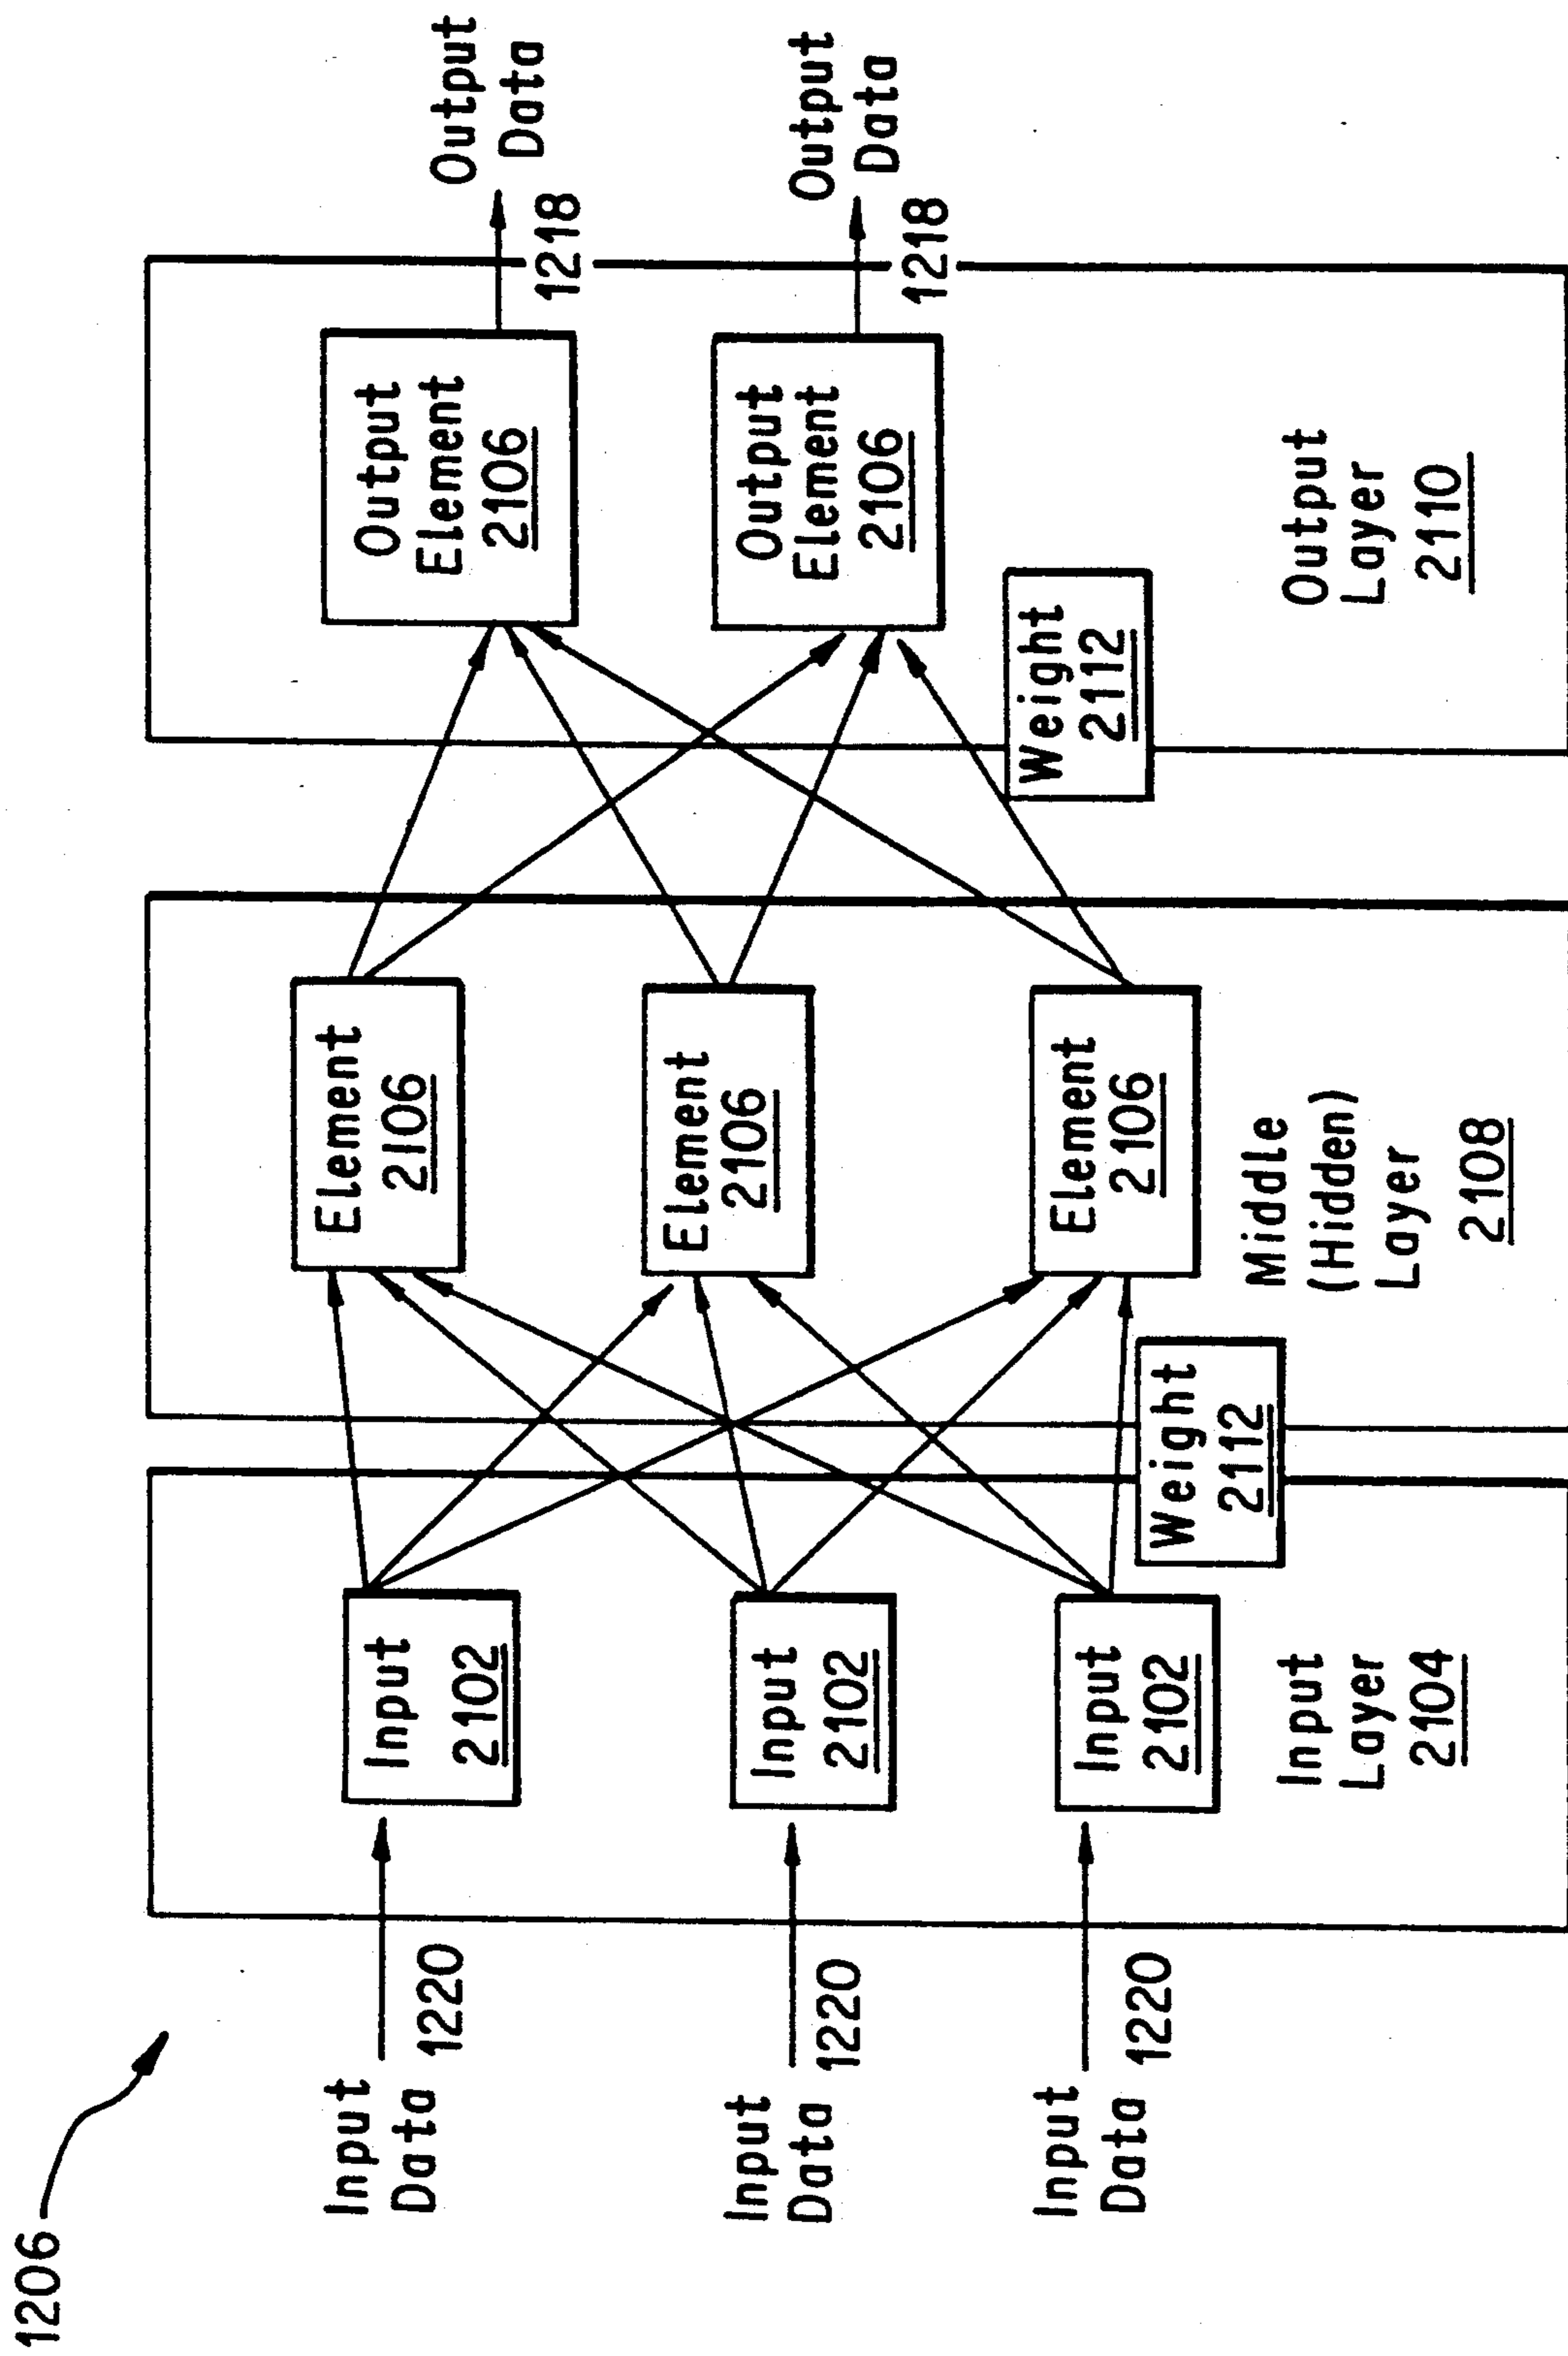 1206
Input
Data 1220
Input
Data 1220
Input
Data 1220
Input
2102
Input
2102
Input
2102
Input
Layer
2104
Weight
2112
Element
2106
Element
2106
Element
2106
Middle
(Hidden)
Layer
2108
Weight
2112
Output
Element
2106
Output
Element
2106
Output
Layer
2110
1218
Output
Data
1218
Output
Data